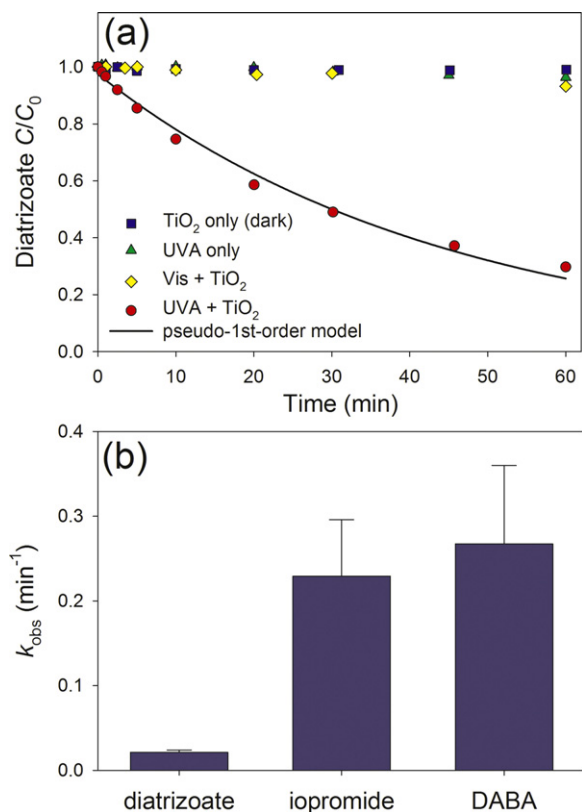 (a)
Diatrizoate C/C₀
1.0
0.8
0.6
0.4
0.2
0.0
TiO₂ only (dark)
UVA only
Vis + TiO₂
UVA + TiO₂
pseudo-1st-order model
0 10 20 30 40 50 60
Time (min)
(b)
k_obs (min⁻¹)
0.4
0.3
0.2
0.1
0.0
diatrizoate iopromide DABA